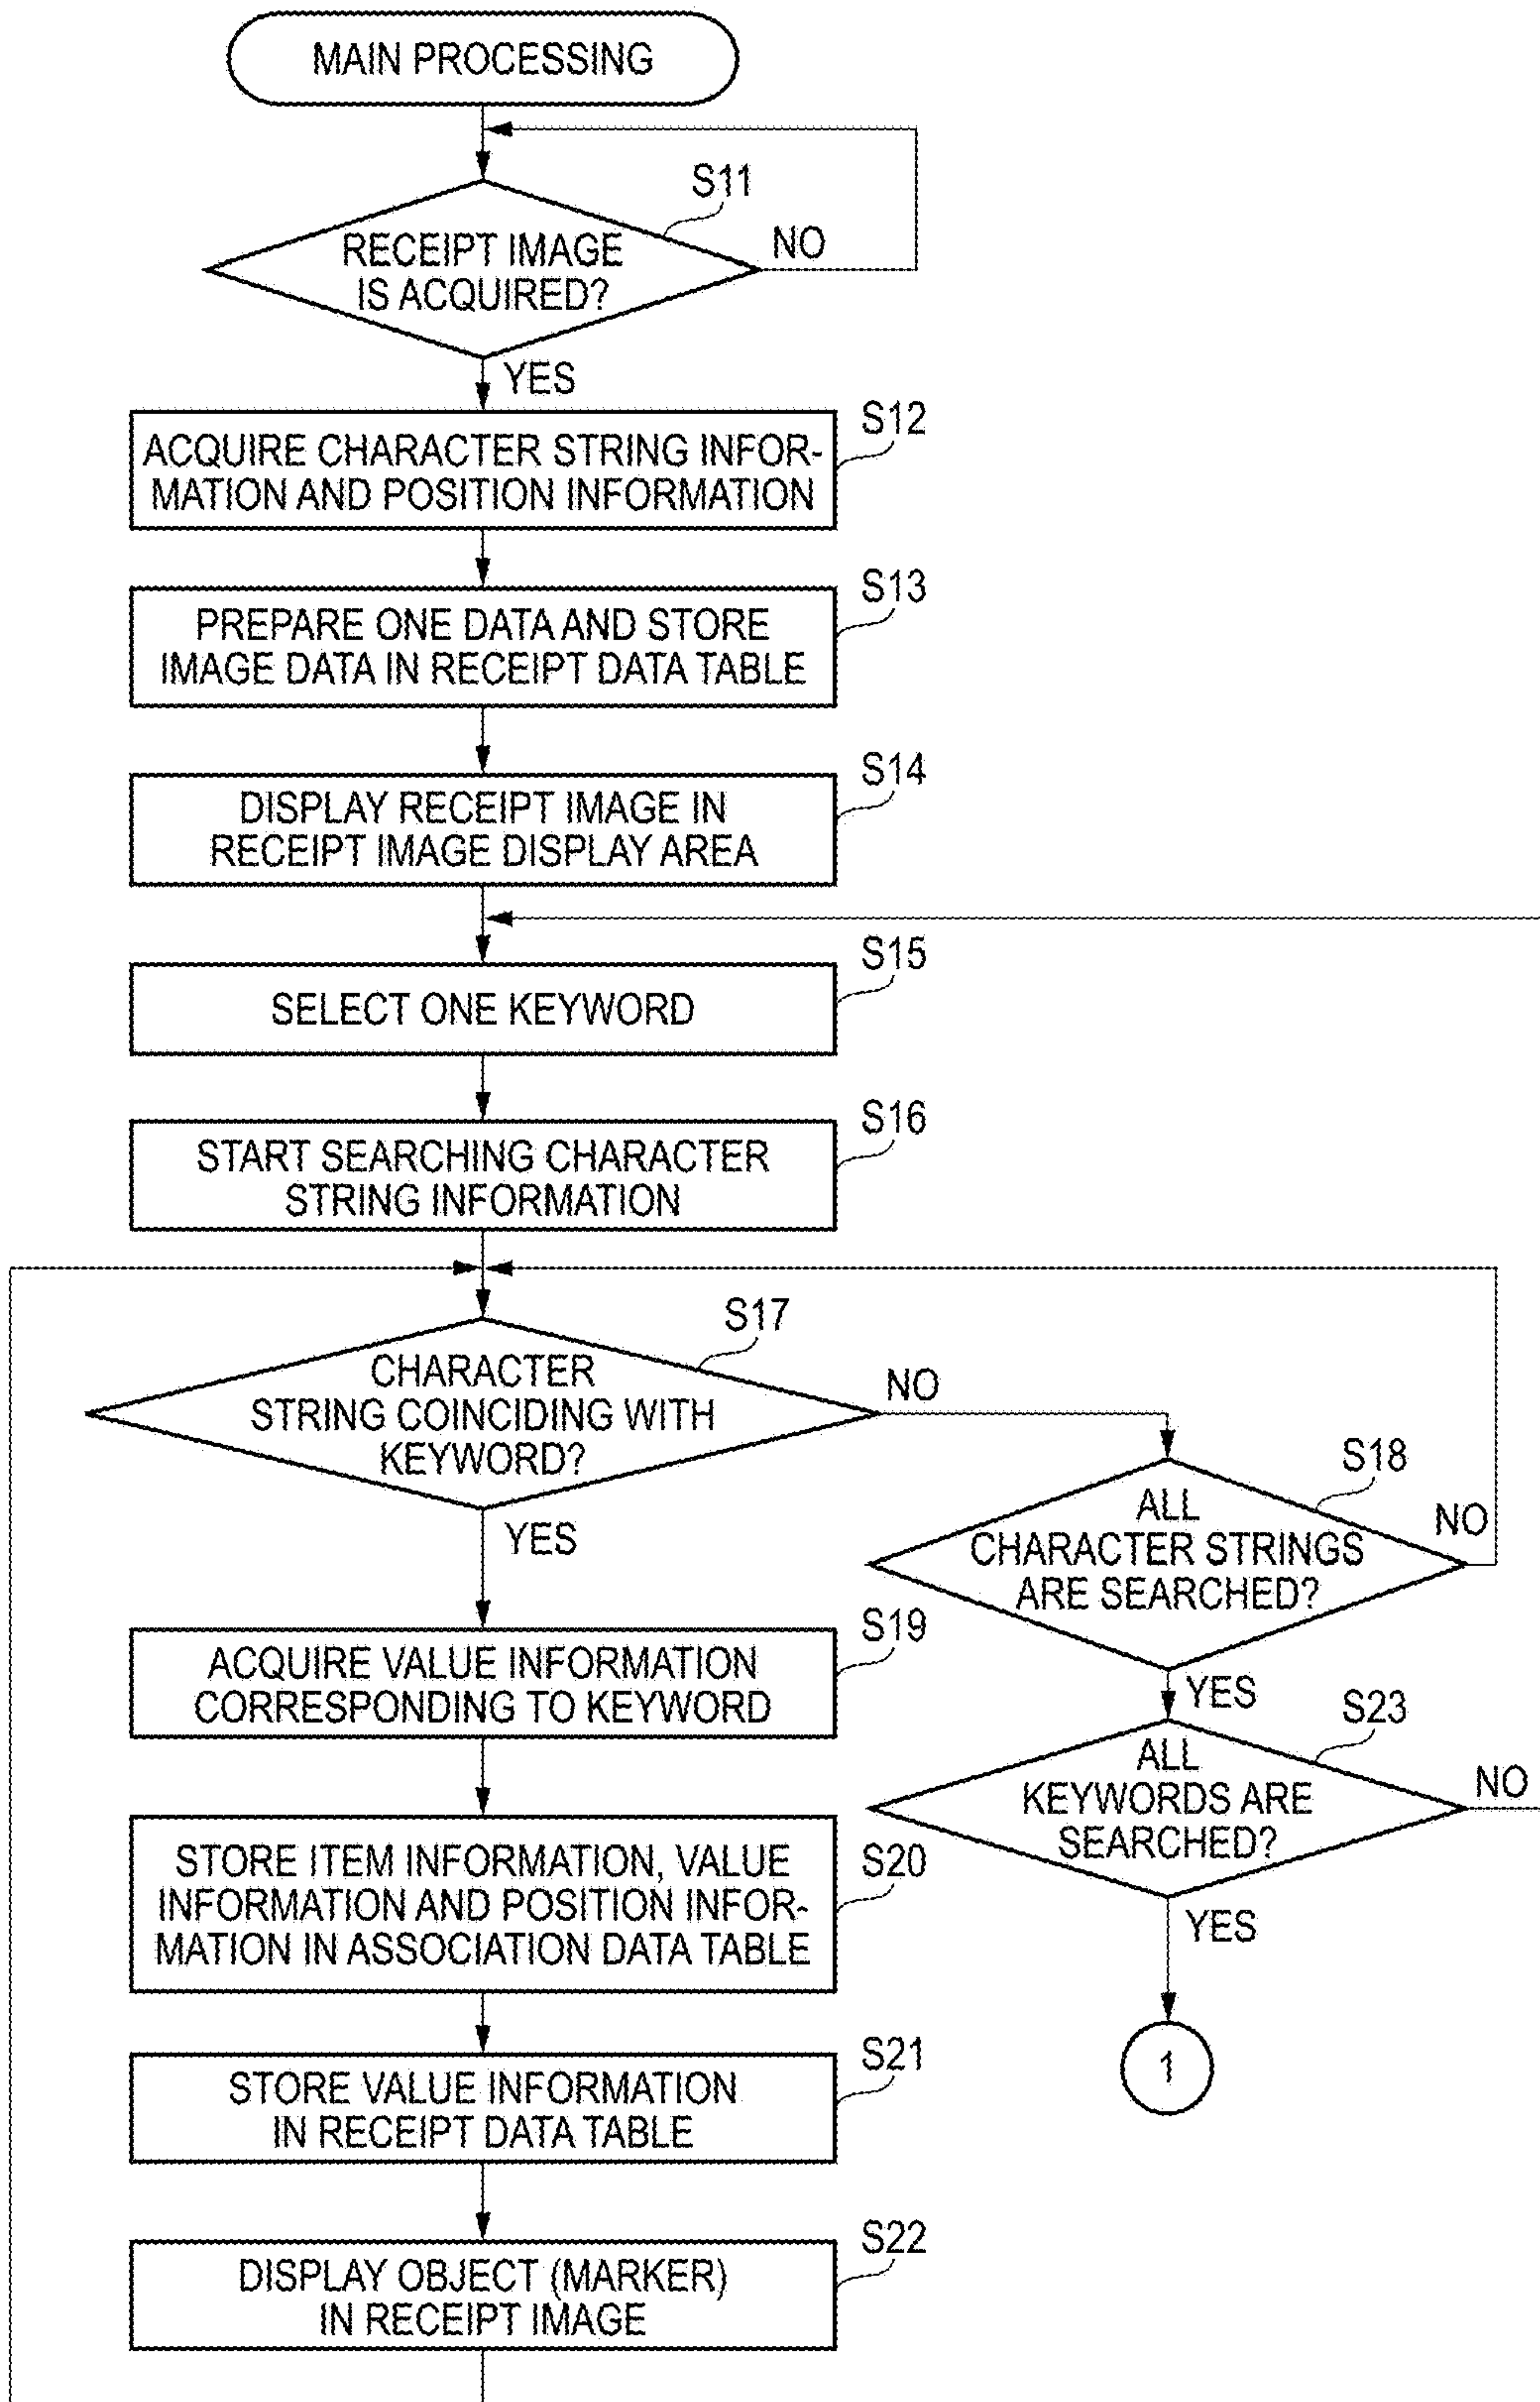 MAIN PROCESSING
S11
RECEIPT IMAGE
IS ACQUIRED?
NO
YES
S12
ACQUIRE CHARACTER STRING INFOR-
MATION AND POSITION INFORMATION
S13
PREPARE ONE DATA AND STORE
IMAGE DATA IN RECEIPT DATA TABLE
S14
DISPLAY RECEIPT IMAGE IN
RECEIPT IMAGE DISPLAY AREA
S15
SELECT ONE KEYWORD
S16
START SEARCHING CHARACTER
STRING INFORMATION
S17
CHARACTER
STRING COINCIDING WITH
KEYWORD?
NO
YES
S18
ALL
CHARACTER STRINGS
ARE SEARCHED?
NO
YES
S19
ACQUIRE VALUE INFORMATION
CORRESPONDING TO KEYWORD
S23
ALL
KEYWORDS ARE
SEARCHED?
NO
YES
S20
STORE ITEM INFORMATION, VALUE
INFORMATION AND POSITION INFOR-
MATION IN ASSOCIATION DATA TABLE
1
S21
STORE VALUE INFORMATION
IN RECEIPT DATA TABLE
S22
DISPLAY OBJECT (MARKER)
IN RECEIPT IMAGE